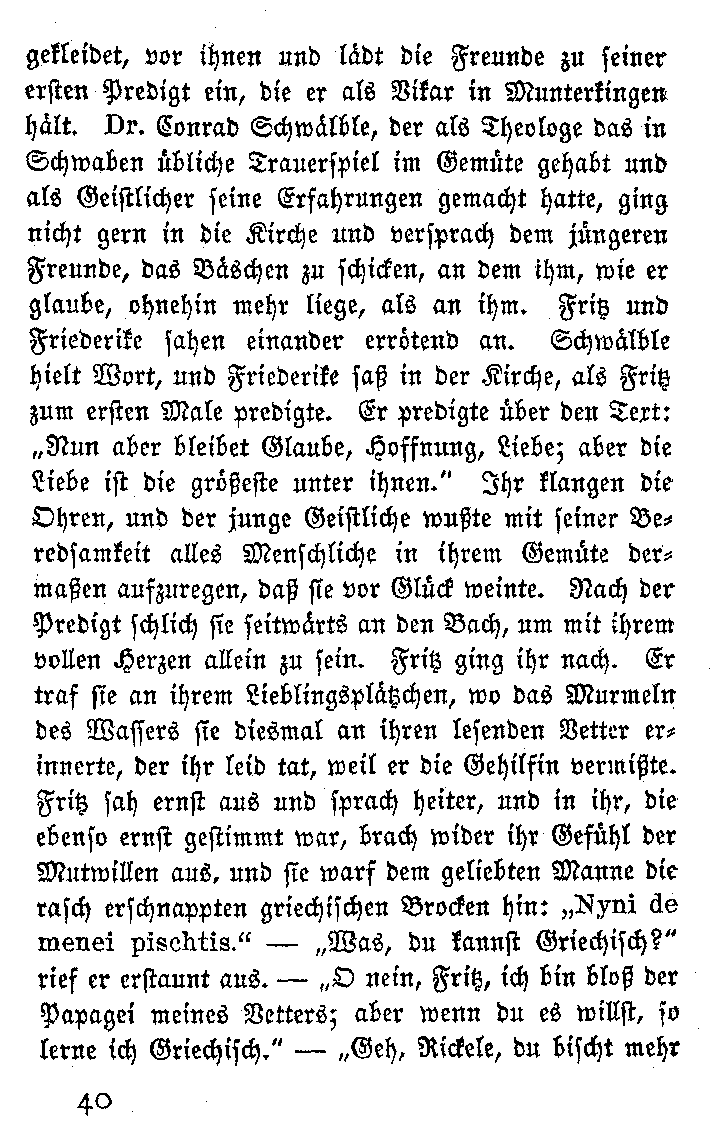 gekleidet, vor ihnen und lädt die Freunde zu seiner
ersten Predigt ein, die er als Vikar in Munterkingen
hält. Dr. Conrad Schwälble, der als Theologe das in
Schwaben übliche Trauerspiel im Gemüte gehabt und
als Geistlicher seine Erfahrungen gemacht hatte, ging
nicht gern in die Kirche und versprach dem jüngeren
Freunde, das Bäschen zu schicken, an dem ihm, wie er
glaube, ohnehin mehr liege, als an ihm. Fritz und
Friederike sahen einander errötend an. Schwälble
hielt Wort, und Friederike saß in der Kirche, als Fritz
zum ersten Male predigte. Er predigte über den Text:
„Nun aber bleibet Glaube, Hoffnung, Liebe; aber die
Liebe ist die größeste unter ihnen." Ihr klangen die
Ohren, und der junge Geistliche wußte mit seiner Be-
redsamkeit alles Menschliche in ihrem Gemüte der-
maßen aufzuregen, daß sie vor Glück weinte. Nach der
Predigt schlich sie seitwärts an den Bach, um mit ihrem
vollen Herzen allein zu sein. Fritz ging ihr nach. Er
traf sie an ihrem Lieblingsplätzchen, wo das Murmeln
des Wassers sie diesmal an ihren lesenden Vetter er-
innerte, der ihr leid tat, weil er die Gehilfin vermißte.
Fritz sah ernst aus und sprach heiter, und in ihr, die
ebenso ernst gestimmt war, brach wider ihr Gefühl der
Mutwillen aus, und sie warf dem geliebten Manne die
rasch erschnappten griechischen Brocken hin: „Nyni de
menei pischtis." — „Was, du kannst Griechisch?"
rief er erstaunt aus. — „O nein, Fritz, ich bin bloß der
Papagei meines Vetters; aber wenn du es willst, so
lerne ich Griechisch." — „Geh, Rickele, du bischt mehr
40